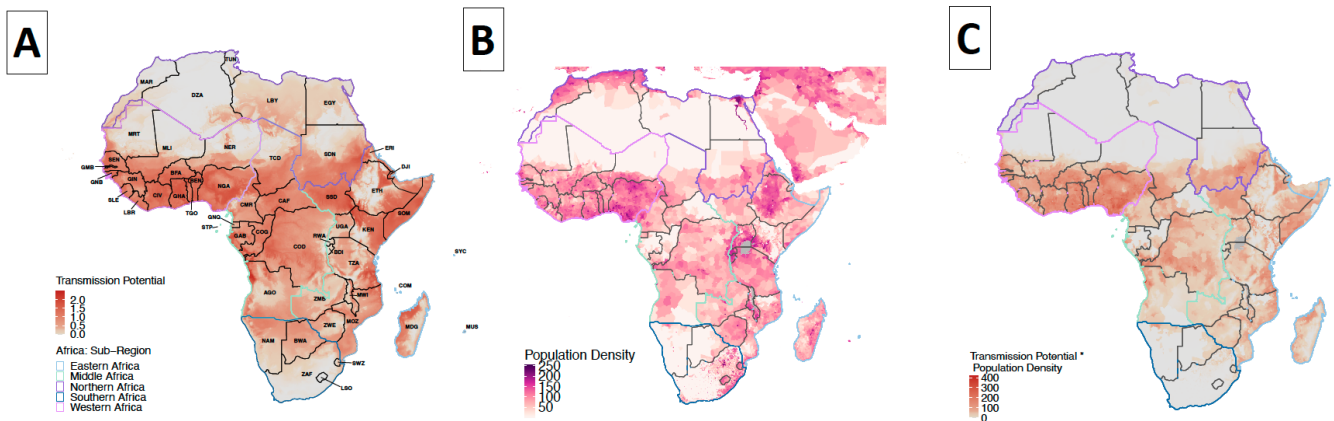 A
B
C
TUN
MAR
DZA
LBY
EGY
MRT
MLI
NER
TCD
SDN
ERI
SEN
GMB
GNB
GIN
BFA
BEN
NGA
DJI
SLE
CIV
GHA
LBR
TGO
CMR
CAF
SSD
ETH
SOM
GNQ
STP
GAB
COG
COD
UGA
KEN
RWA
BDI
TZA
SYC
COM
AGO
ZMB
MWI
MOZ
MDG
MUS
NAM
BWA
ZWE
ZAF
SWZ
LSO
Transmission Potential
2.0
1.5
1.0
0.5
0.0
Africa: Sub-Region
Eastern Africa
Middle Africa
Northern Africa
Southern Africa
Western Africa
Population Density
250
200
150
100
50
Transmission Potential *
Population Density
400
300
200
100
0